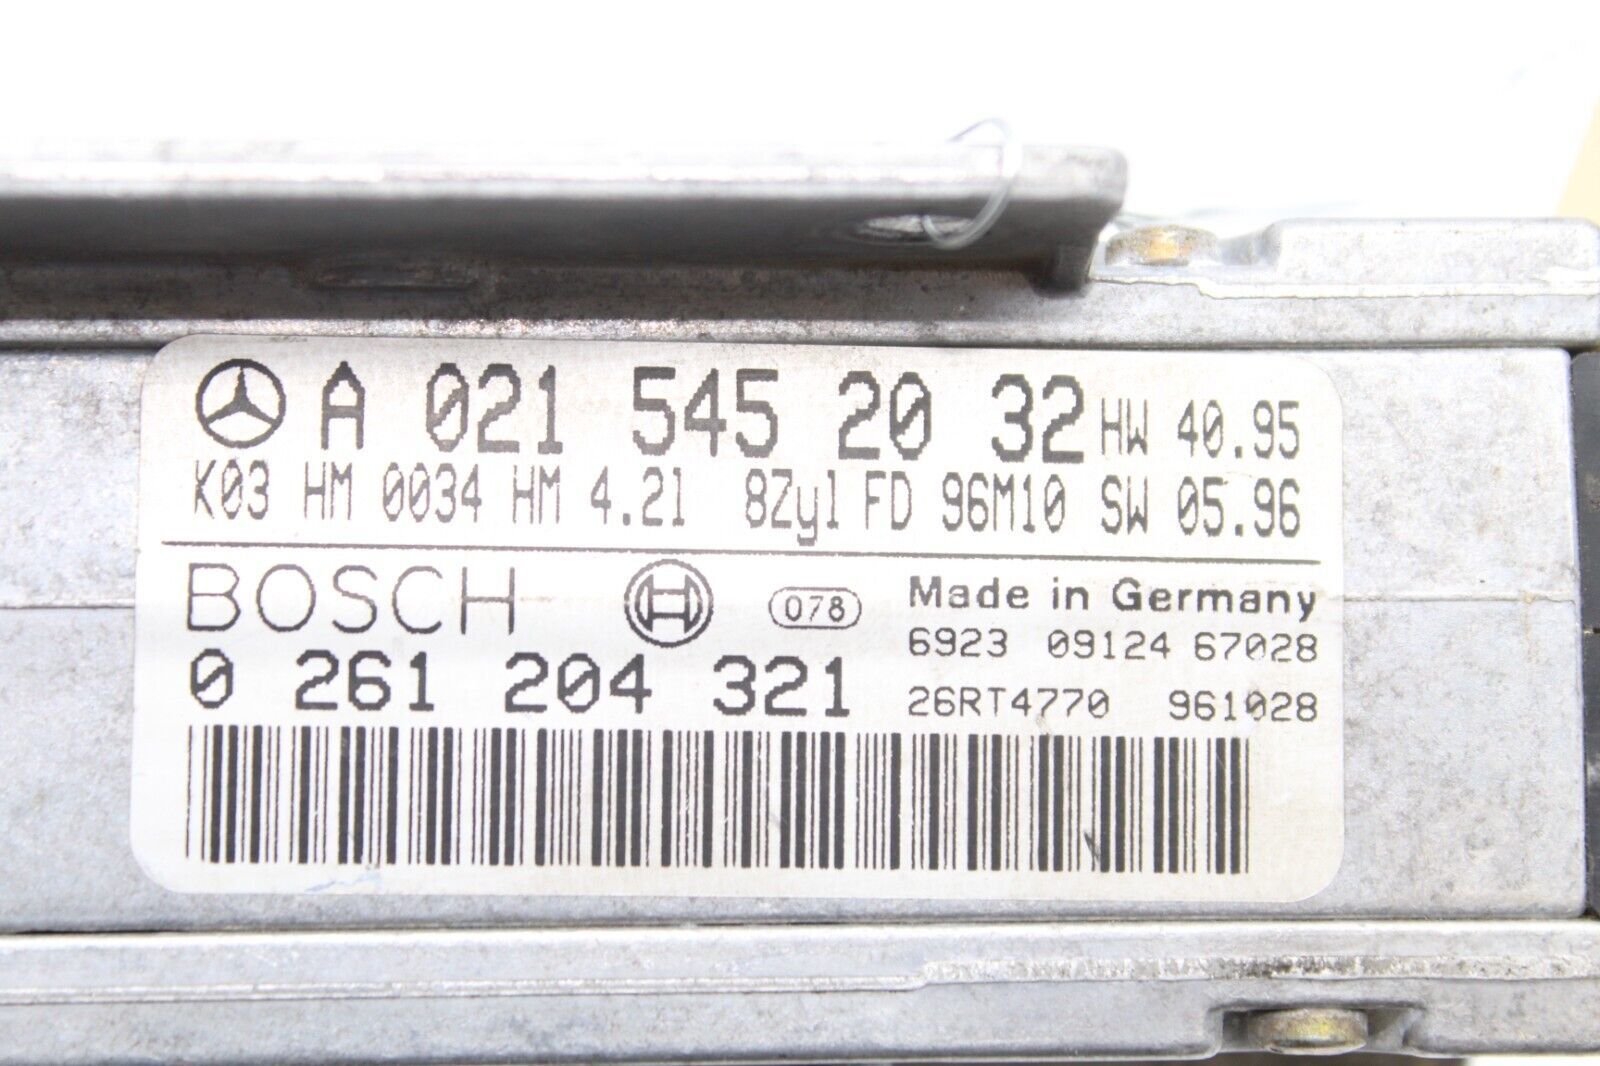 A 021 545 20 32 HW 40.95
K03 HM 0034 HM 4.2l 8Zyl FD 96M10 SW 05.96
BOSCH 078 Made in Germany
6923 09124 67028
0 261 204 321 26RT4770 961028